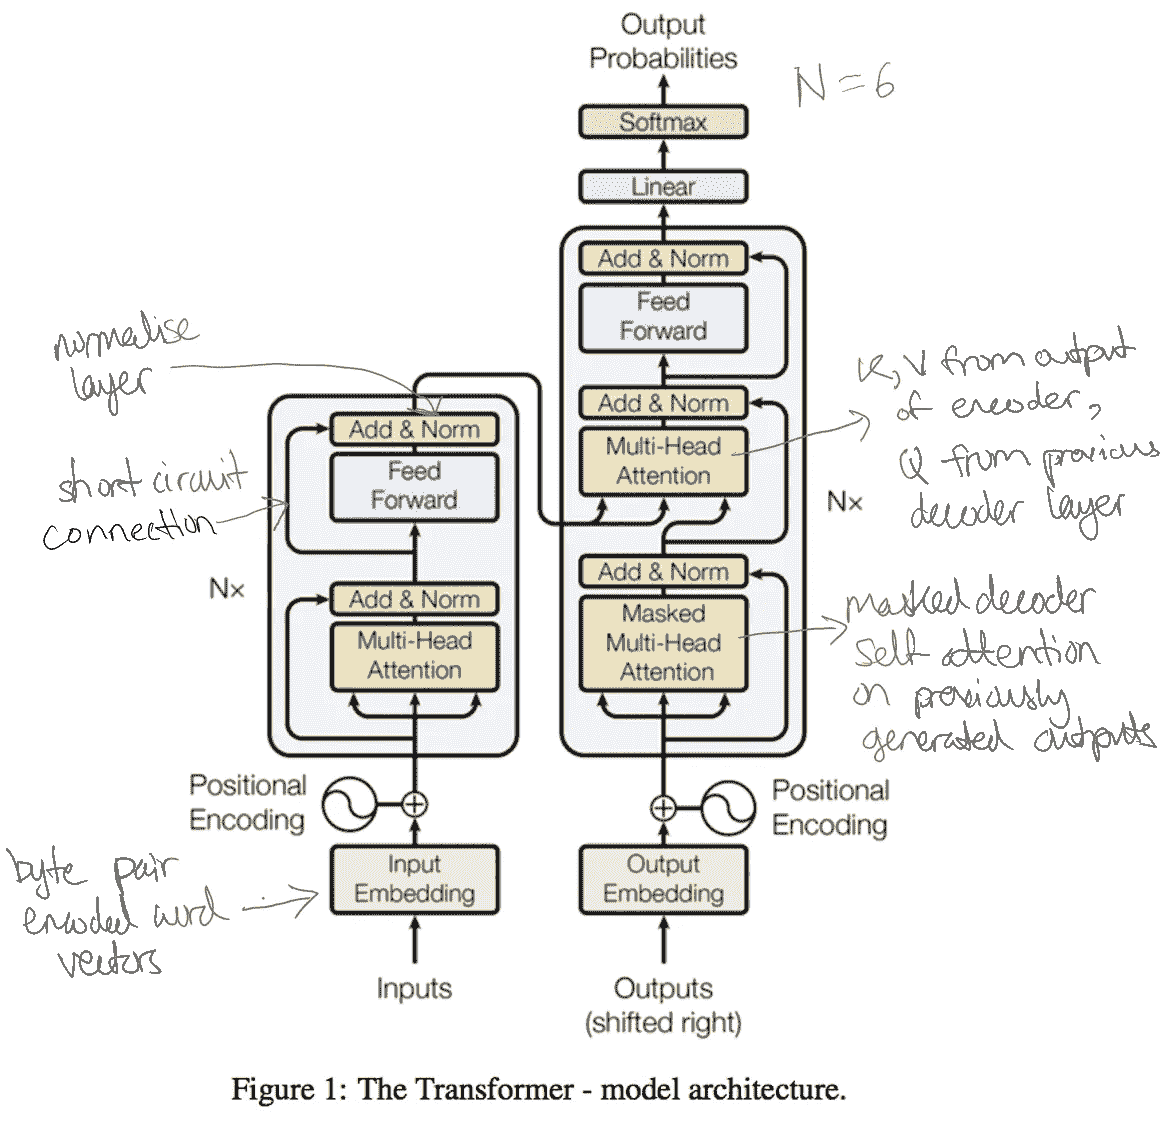 Output
Probabilities
N=6
Softmax
Linear
Add & Norm
Feed
Forward
Add & Norm
Multi-Head
Attention
K, V from output
of encoder,
Q from previous
decoder layer
Nx
Add & Norm
Masked
Multi-Head
Attention
masked decoder
self attention
on previously
generated outputs
normalise
layer
Add & Norm
Feed
Forward
short circuit
connection
Nx
Add & Norm
Multi-Head
Attention
Positional
Encoding
Positional
Encoding
byte pair
encoded word
vectors
Input
Embedding
Output
Embedding
Inputs
Outputs
(shifted right)
Figure 1: The Transformer - model architecture.